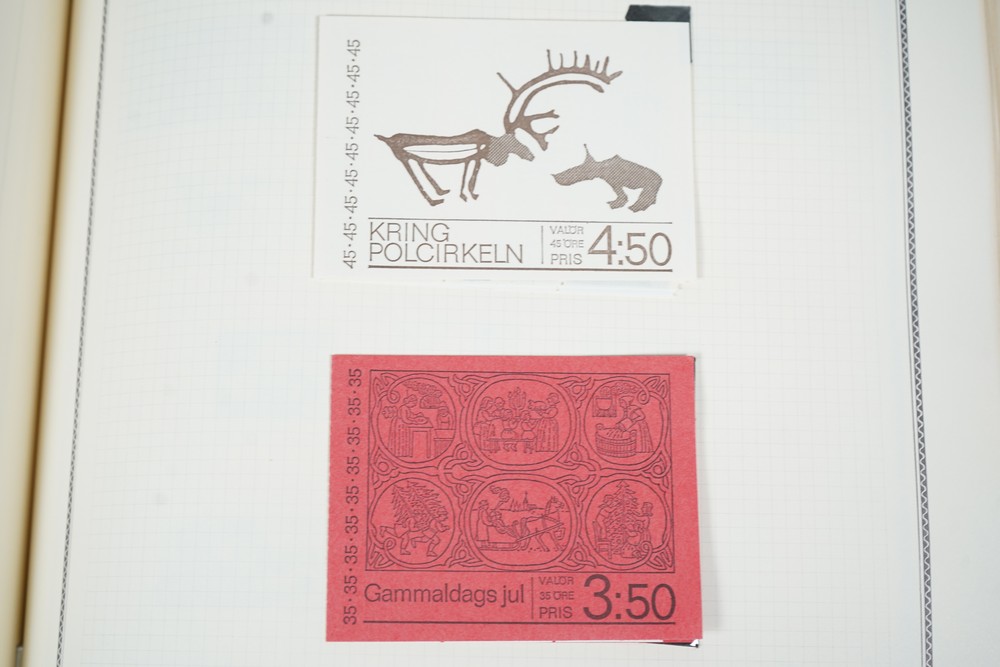 45·45·45·45·45·45·45·45·45
KRING
POLCIRKELN
VALÖR
45 ÖRE
PRIS
4:50
35·35·35·35·35·35·35·35·35·35
Gammaldags jul
VALÖR
35 ÖRE
PRIS
3:50